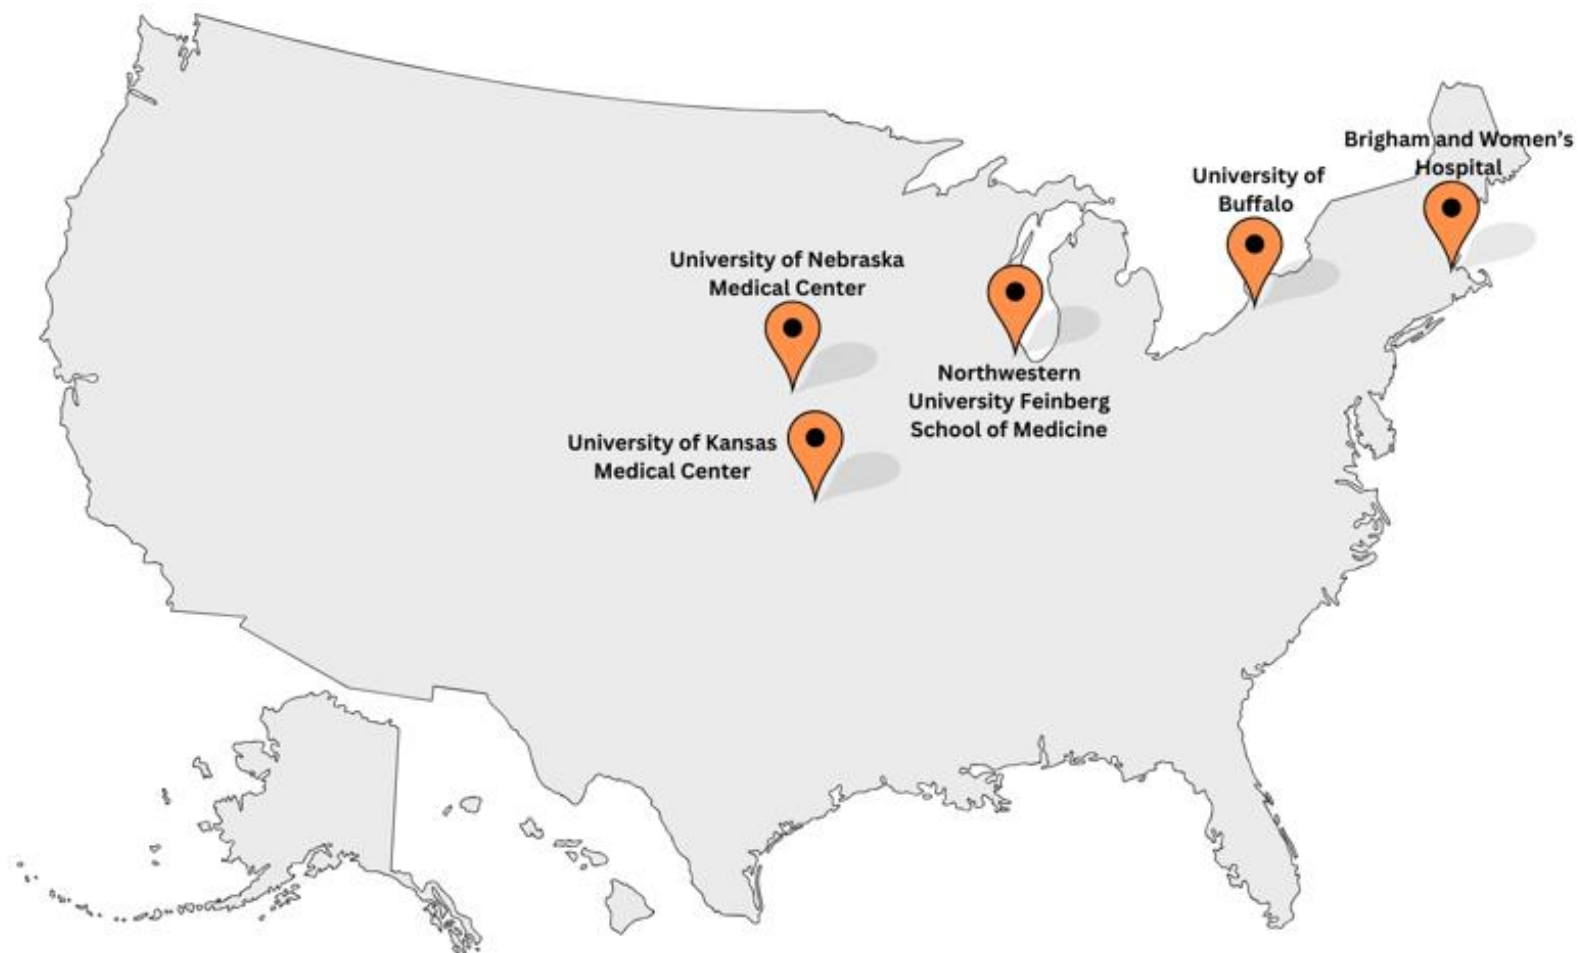 Brigham and Women's
Hospital
University of
Buffalo
University of Nebraska
Medical Center
Northwestern
University Feinberg
School of Medicine
University of Kansas
Medical Center